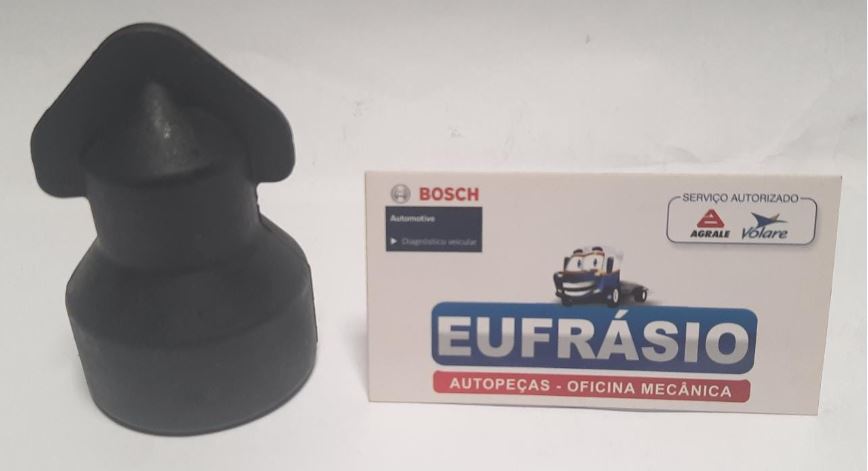 BOSCH
Automotive
Diagnóstico veicular
SERVIÇO AUTORIZADO
AGRALE Volare
EUFRÁSIO
AUTOPEÇAS - OFICINA MECÂNICA